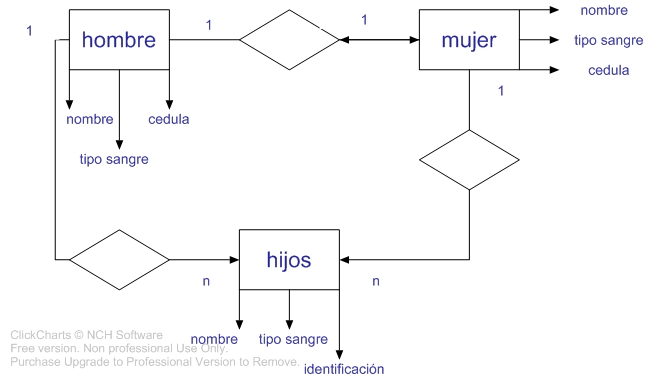 nombre
1
1
1
hombre
mujer
tipo sangre
cedula
1
nombre
cedula
tipo sangre
hijos
n
n
nombre
tipo sangre
identificación
ClickCharts © NCH Software
Free version. Non professional Use Only.
Purchase Upgrade to Professional Version to Remove.